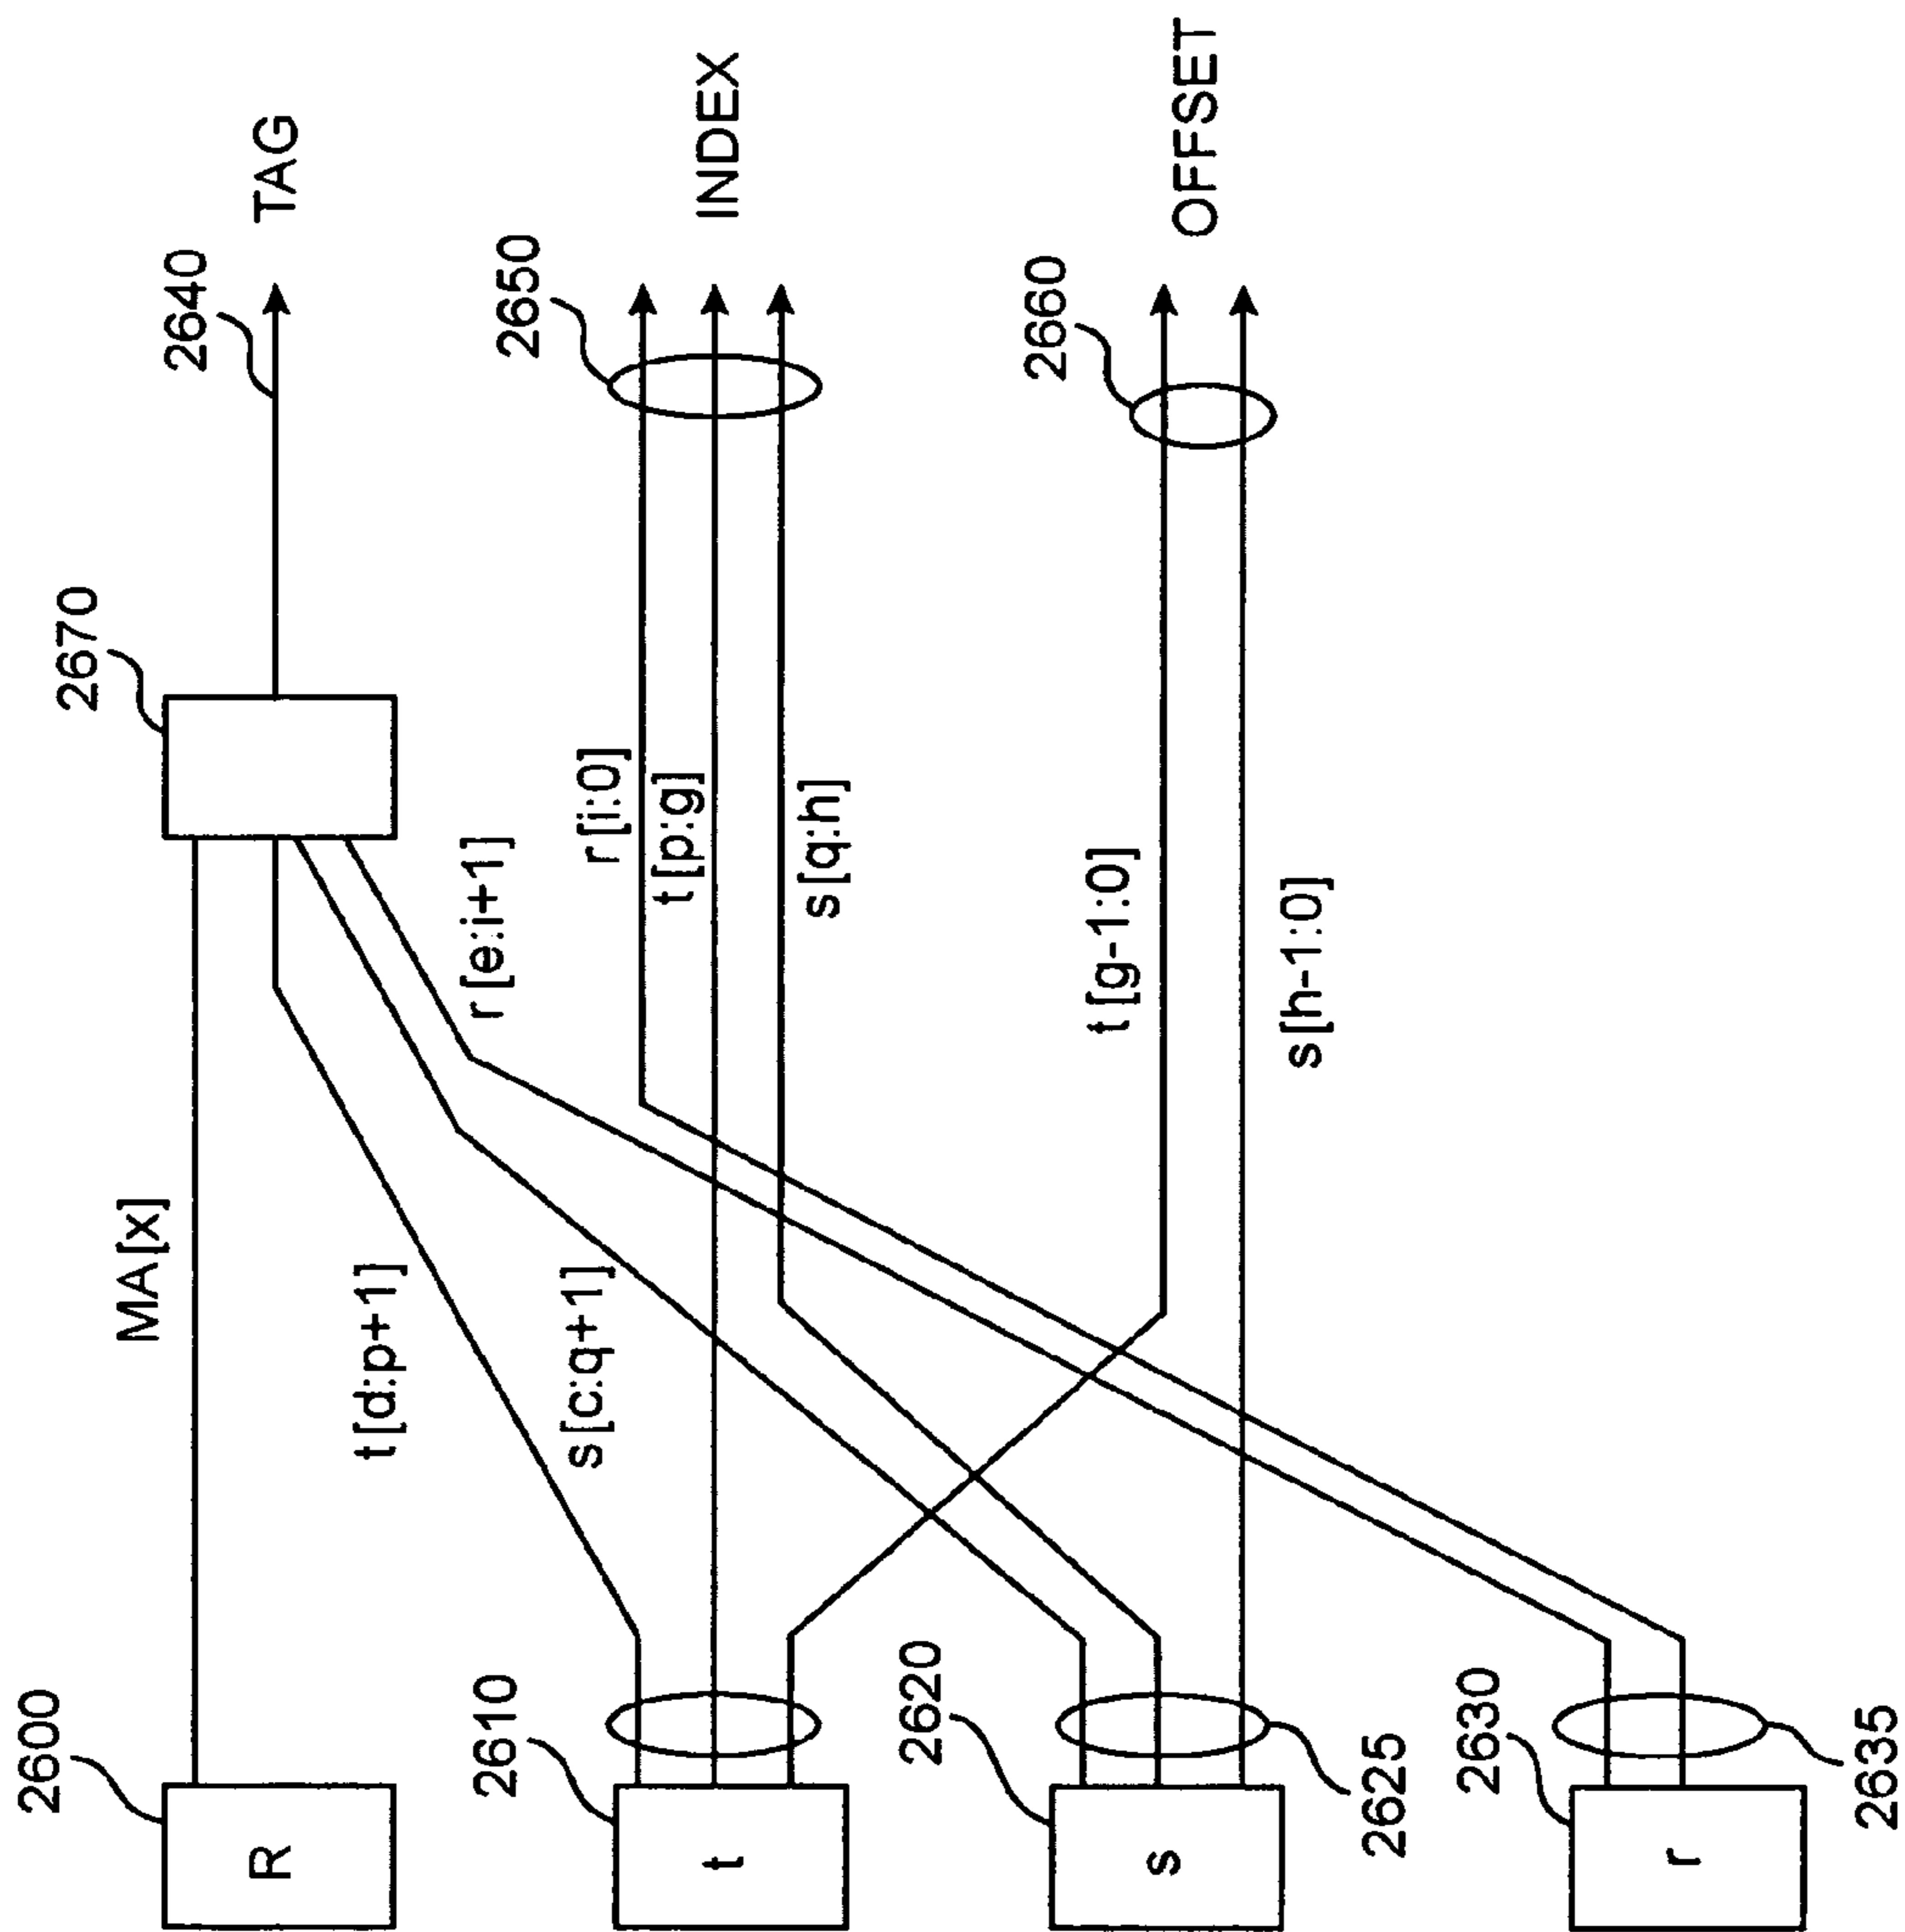 2600
R
2610
t
2620
s
2625
2630
r
2635
MA[x]
t[d:p+1]
s[c:q+1]
r[e:i+1]
2670
r[i:0]
t[p:g]
s[q:h]
t[g-1:0]
s[h-1:0]
2640
TAG
2650
INDEX
2660
OFFSET